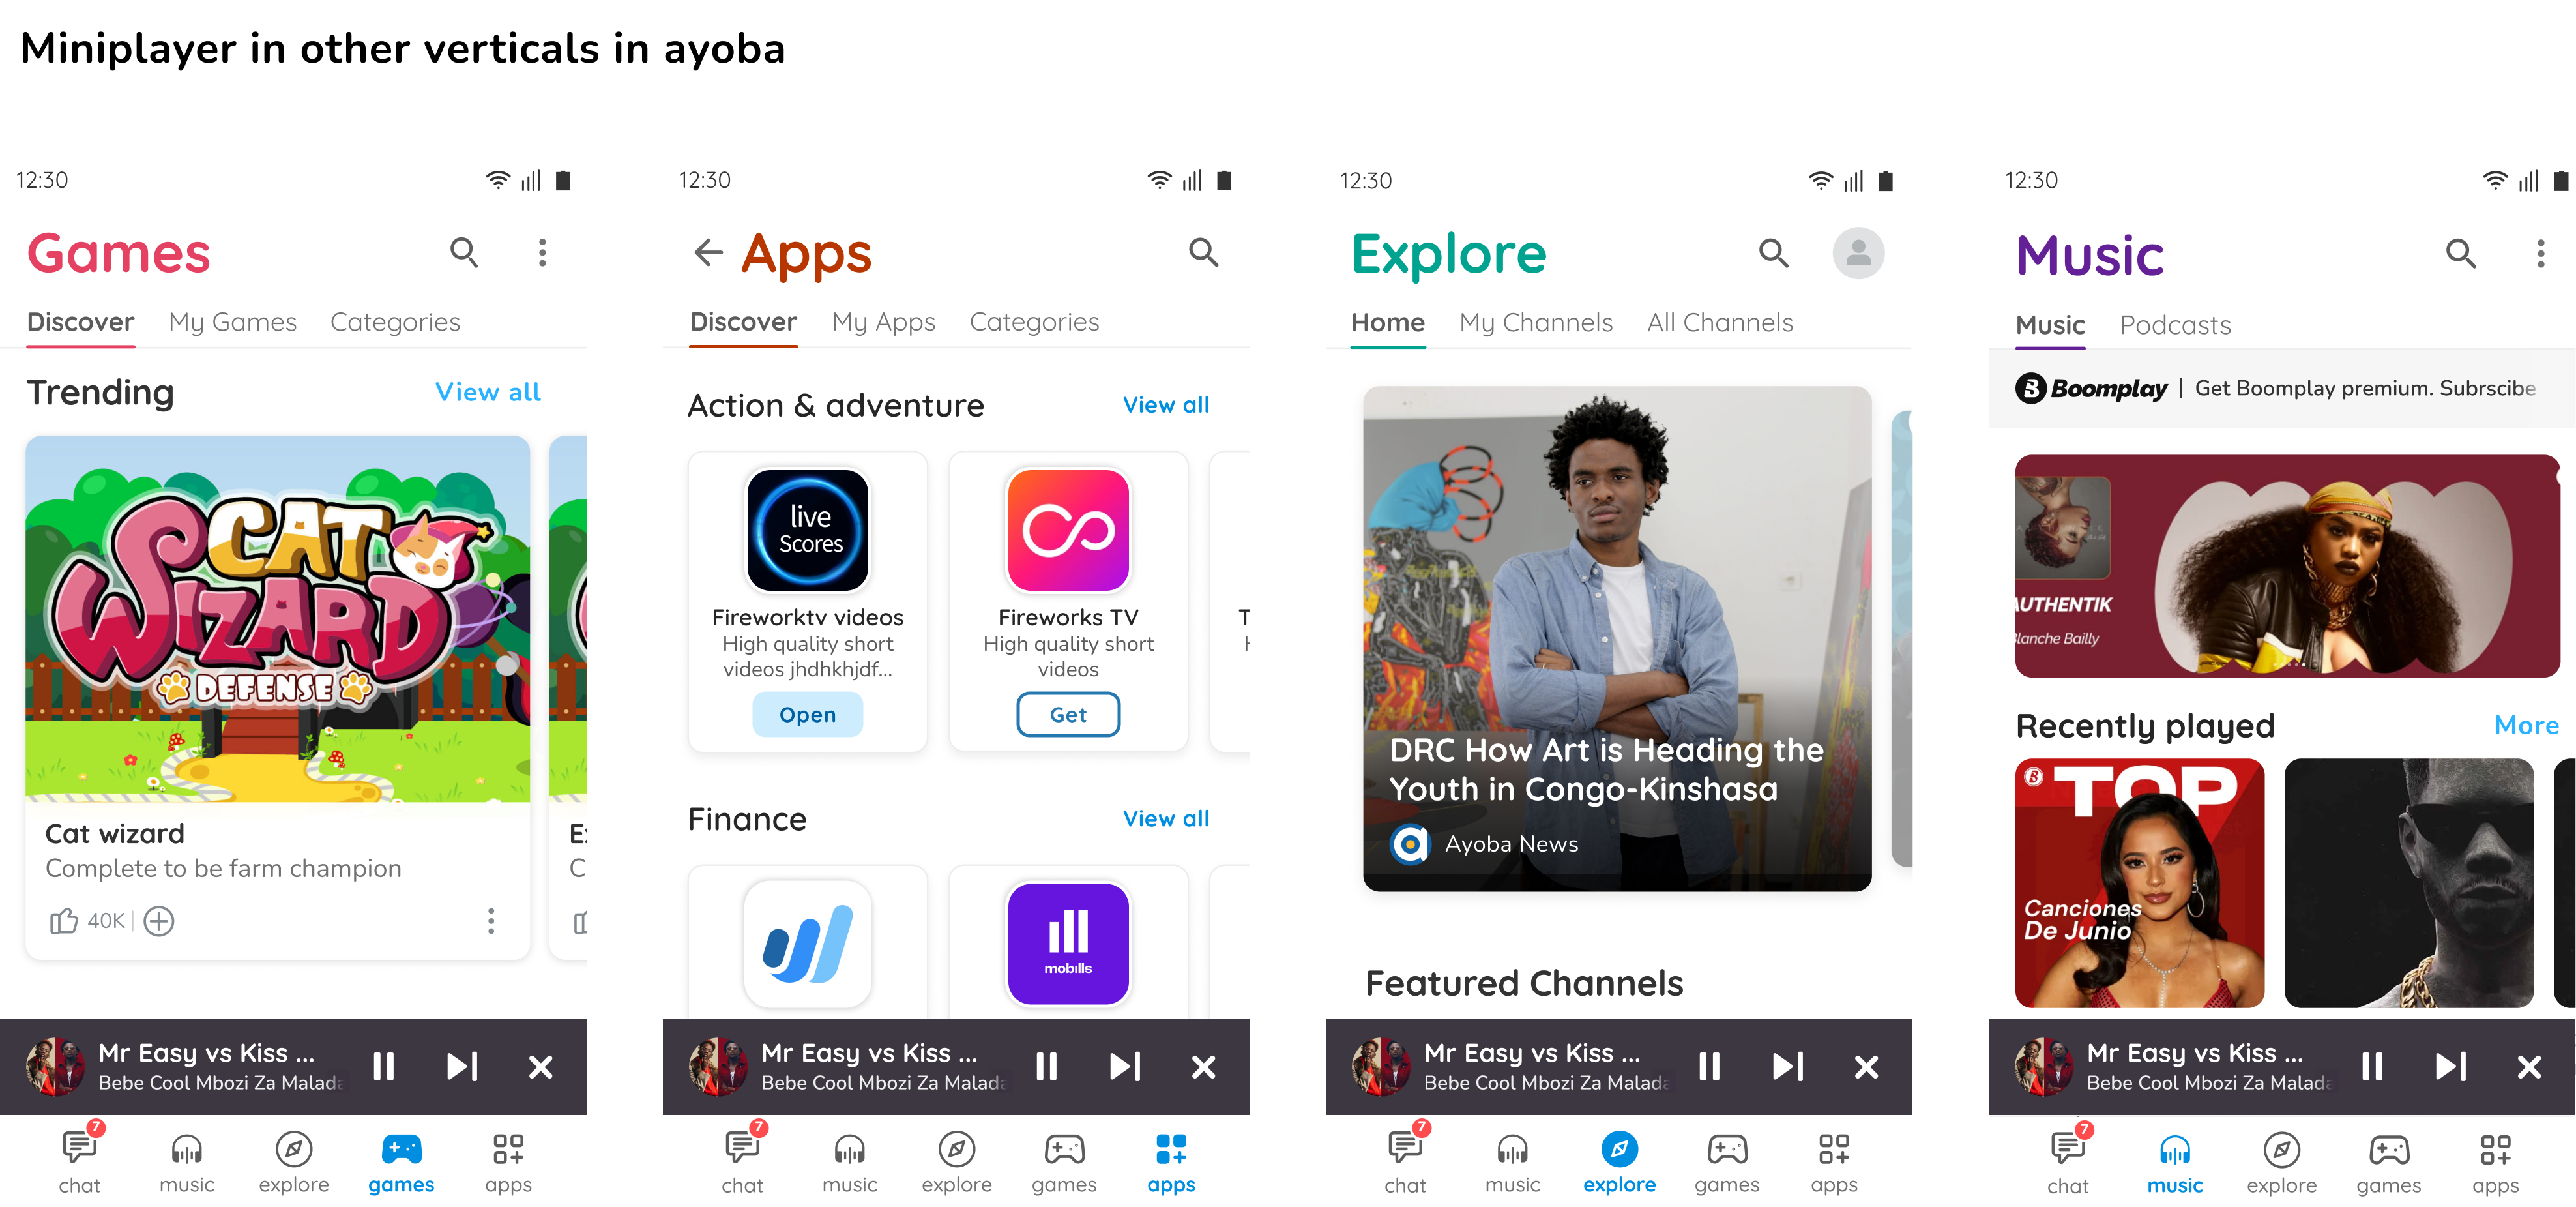 Miniplayer in other verticals in ayoba
12:30
Games
Discover My Games Categories
Trending View all
CAT
WIZARD
DEFENSE
Cat wizard
Complete to be farm champion
40K
E
C
Mr Easy vs Kiss ...
Bebe Cool Mbozi Za Malada
7
chat music explore games apps
12:30
Apps
Discover My Apps Categories
Action & adventure View all
live
Scores
Fireworktv videos
High quality short
videos jhdhkhjdf...
Open
Fireworks TV
High quality short
videos
Get
T
Finance View all
mobills
Mr Easy vs Kiss ...
Bebe Cool Mbozi Za Malada
7
chat music explore games apps
12:30
Explore
Home My Channels All Channels
DRC How Art is Heading the
Youth in Congo-Kinshasa
Ayoba News
Featured Channels
Mr Easy vs Kiss ...
Bebe Cool Mbozi Za Malada
7
chat music explore games apps
12:30
Music
Music Podcasts
Boomplay | Get Boomplay premium. Subrscibe
AUTHENTIK
Blanche Bailly
Recently played More
TOP
Canciones
De Junio
Mr Easy vs Kiss ...
Bebe Cool Mbozi Za Malada
7
chat music explore games apps